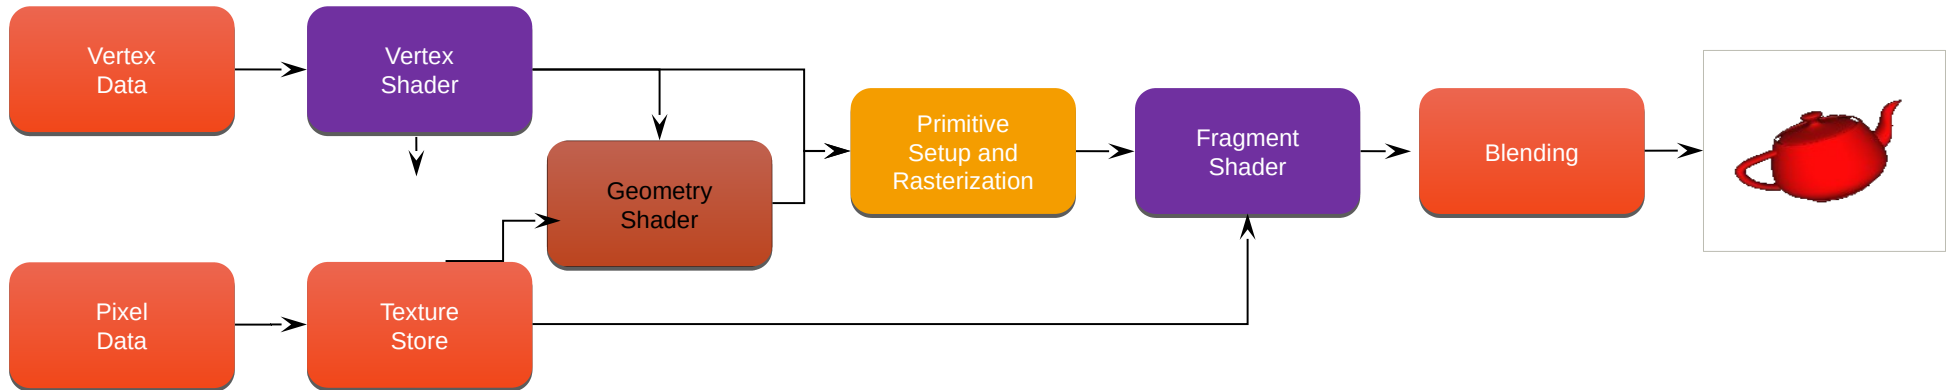 Vertex
Data
Vertex
Shader
Geometry
Shader
Primitive
Setup and
Rasterization
Fragment
Shader
Blending
Pixel
Data
Texture
Store